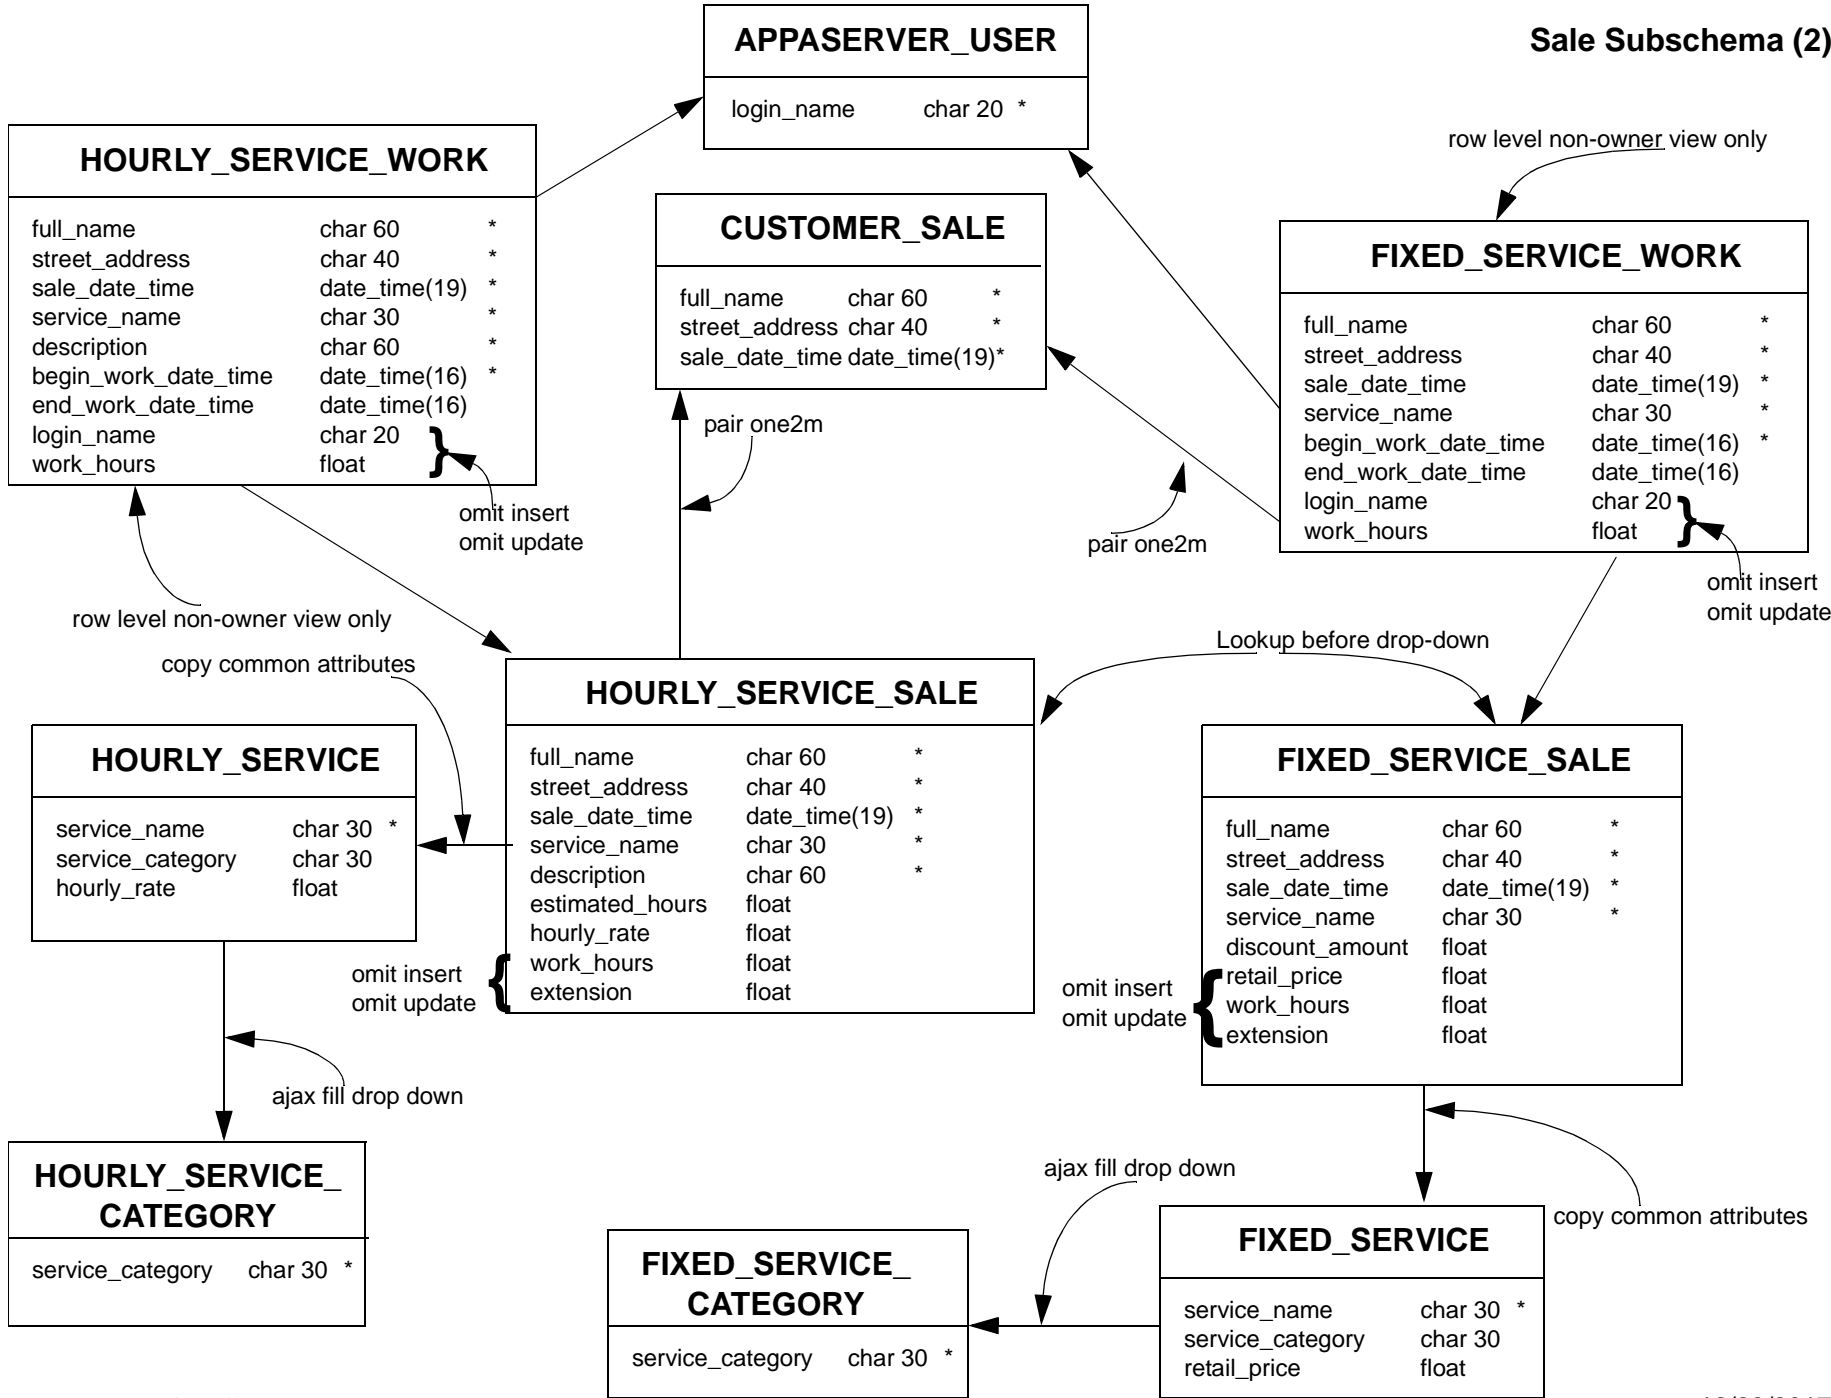 Sale Subschema (2)
APPASERVER_USER
login_name char 20 *
HOURLY_SERVICE_WORK
full_name char 60 *
street_address char 40 *
sale_date_time date_time(19) *
service_name char 30 *
description char 60 *
begin_work_date_time date_time(16) *
end_work_date_time date_time(16)
login_name char 20
work_hours float
}
omit insert
omit update
row level non-owner view only
CUSTOMER_SALE
full_name char 60 *
street_address char 40 *
sale_date_time date_time(19)*
pair one2m
row level non-owner view only
FIXED_SERVICE_WORK
full_name char 60 *
street_address char 40 *
sale_date_time date_time(19) *
service_name char 30 *
begin_work_date_time date_time(16) *
end_work_date_time date_time(16)
login_name char 20
work_hours float
}
omit insert
omit update
pair one2m
Lookup before drop-down
copy common attributes
HOURLY_SERVICE_SALE
full_name char 60 *
street_address char 40 *
sale_date_time date_time(19) *
service_name char 30 *
description char 60 *
estimated_hours float
hourly_rate float
work_hours float
extension float
omit insert
omit update
{
HOURLY_SERVICE
service_name char 30 *
service_category char 30
hourly_rate float
FIXED_SERVICE_SALE
full_name char 60 *
street_address char 40 *
sale_date_time date_time(19) *
service_name char 30 *
discount_amount float
retail_price float
work_hours float
extension float
omit insert
omit update
{
ajax fill drop down
HOURLY_SERVICE_
CATEGORY
service_category char 30 *
ajax fill drop down
copy common attributes
FIXED_SERVICE_
CATEGORY
service_category char 30 *
FIXED_SERVICE
service_name char 30 *
service_category char 30
retail_price float